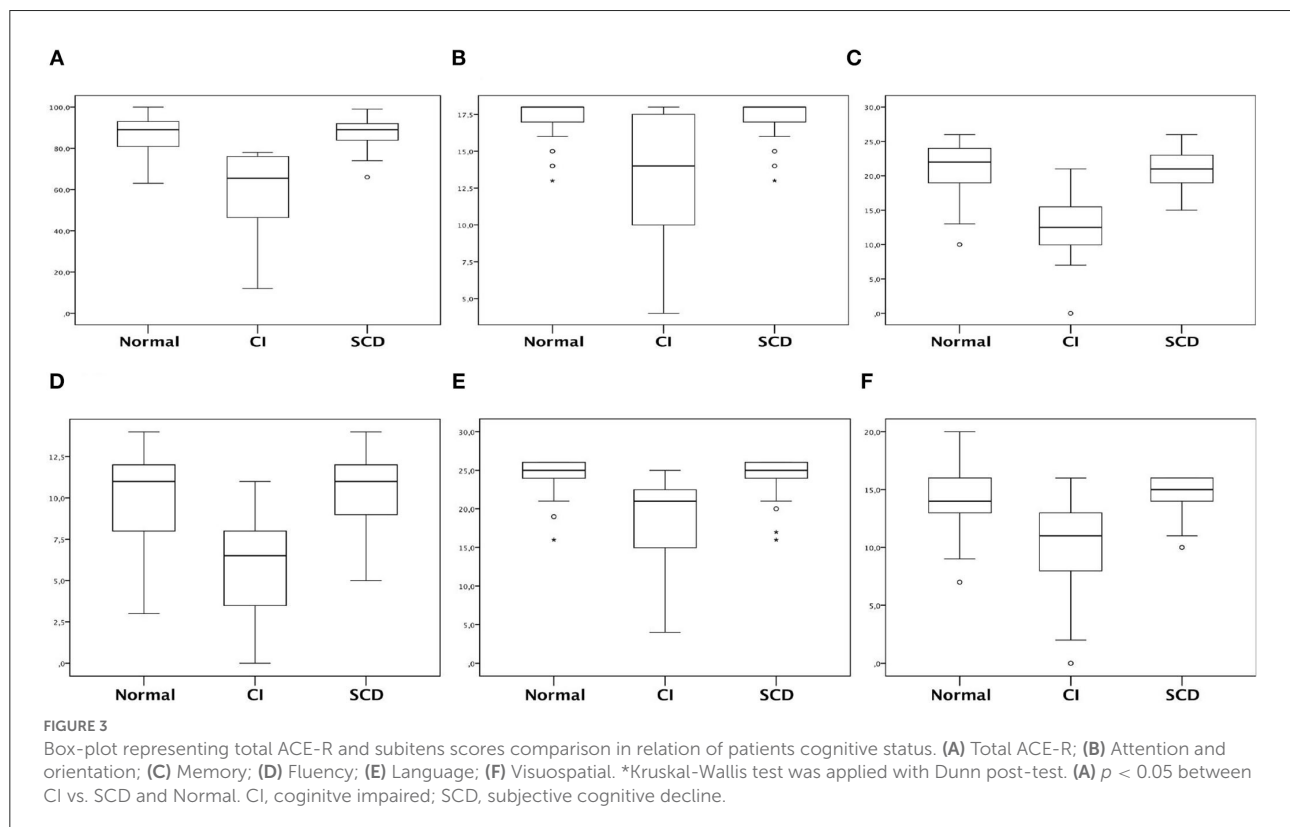 A
B
C
100,0
80,0
60,0
40,0
20,0
,0
Normal CI SCD
17,5
15,0
12,5
10,0
7,5
5,0
Normal CI SCD
30,0
25,0
20,0
15,0
10,0
5,0
,0
Normal CI SCD
D
E
F
12,5
10,0
7,5
5,0
2,5
,0
Normal CI SCD
30,0
25,0
20,0
15,0
10,0
5,0
,0
Normal CI SCD
20,0
15,0
10,0
5,0
,0
Normal CI SCD
FIGURE 3
Box-plot representing total ACE-R and subitens scores comparison in relation of patients cognitive status. (A) Total ACE-R; (B) Attention and
orientation; (C) Memory; (D) Fluency; (E) Language; (F) Visuospatial. *Kruskal-Wallis test was applied with Dunn post-test. (A) p < 0.05 between
CI vs. SCD and Normal. CI, coginitve impaired; SCD, subjective cognitive decline.